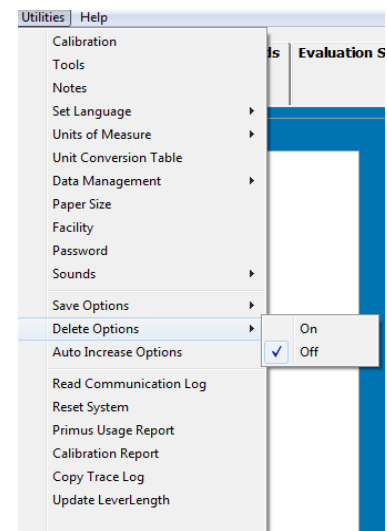 Utilities Help
ds Evaluation S
Calibration
Tools
Notes
Set Language
Units of Measure
Unit Conversion Table
Data Management
Paper Size
Facility
Password
Sounds
Save Options
Delete Options
On
Auto Increase Options
Off
Read Communication Log
Reset System
Primus Usage Report
Calibration Report
Copy Trace Log
Update LeverLength